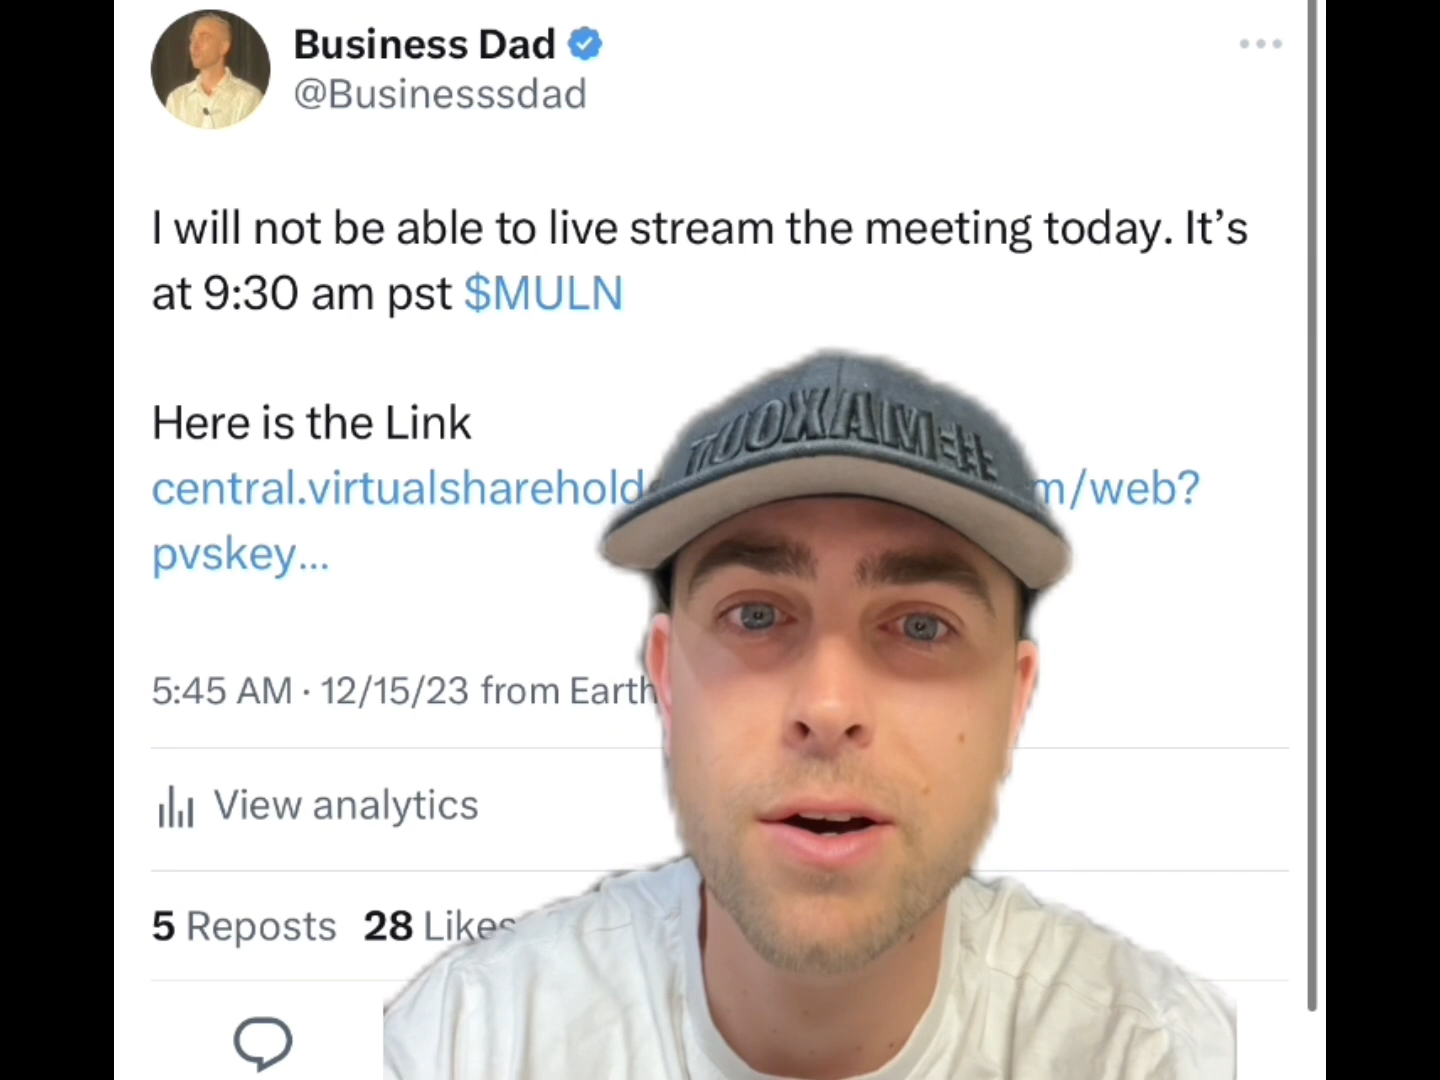 Business Dad
@Businesssdad
I will not be able to live stream the meeting today. It’s
at 9:30 am pst $MULN
Here is the Link
central.virtualsharehold m/web?
pvskey...
5:45 AM · 12/15/23 from Earth
View analytics
5 Reposts 28 Likes